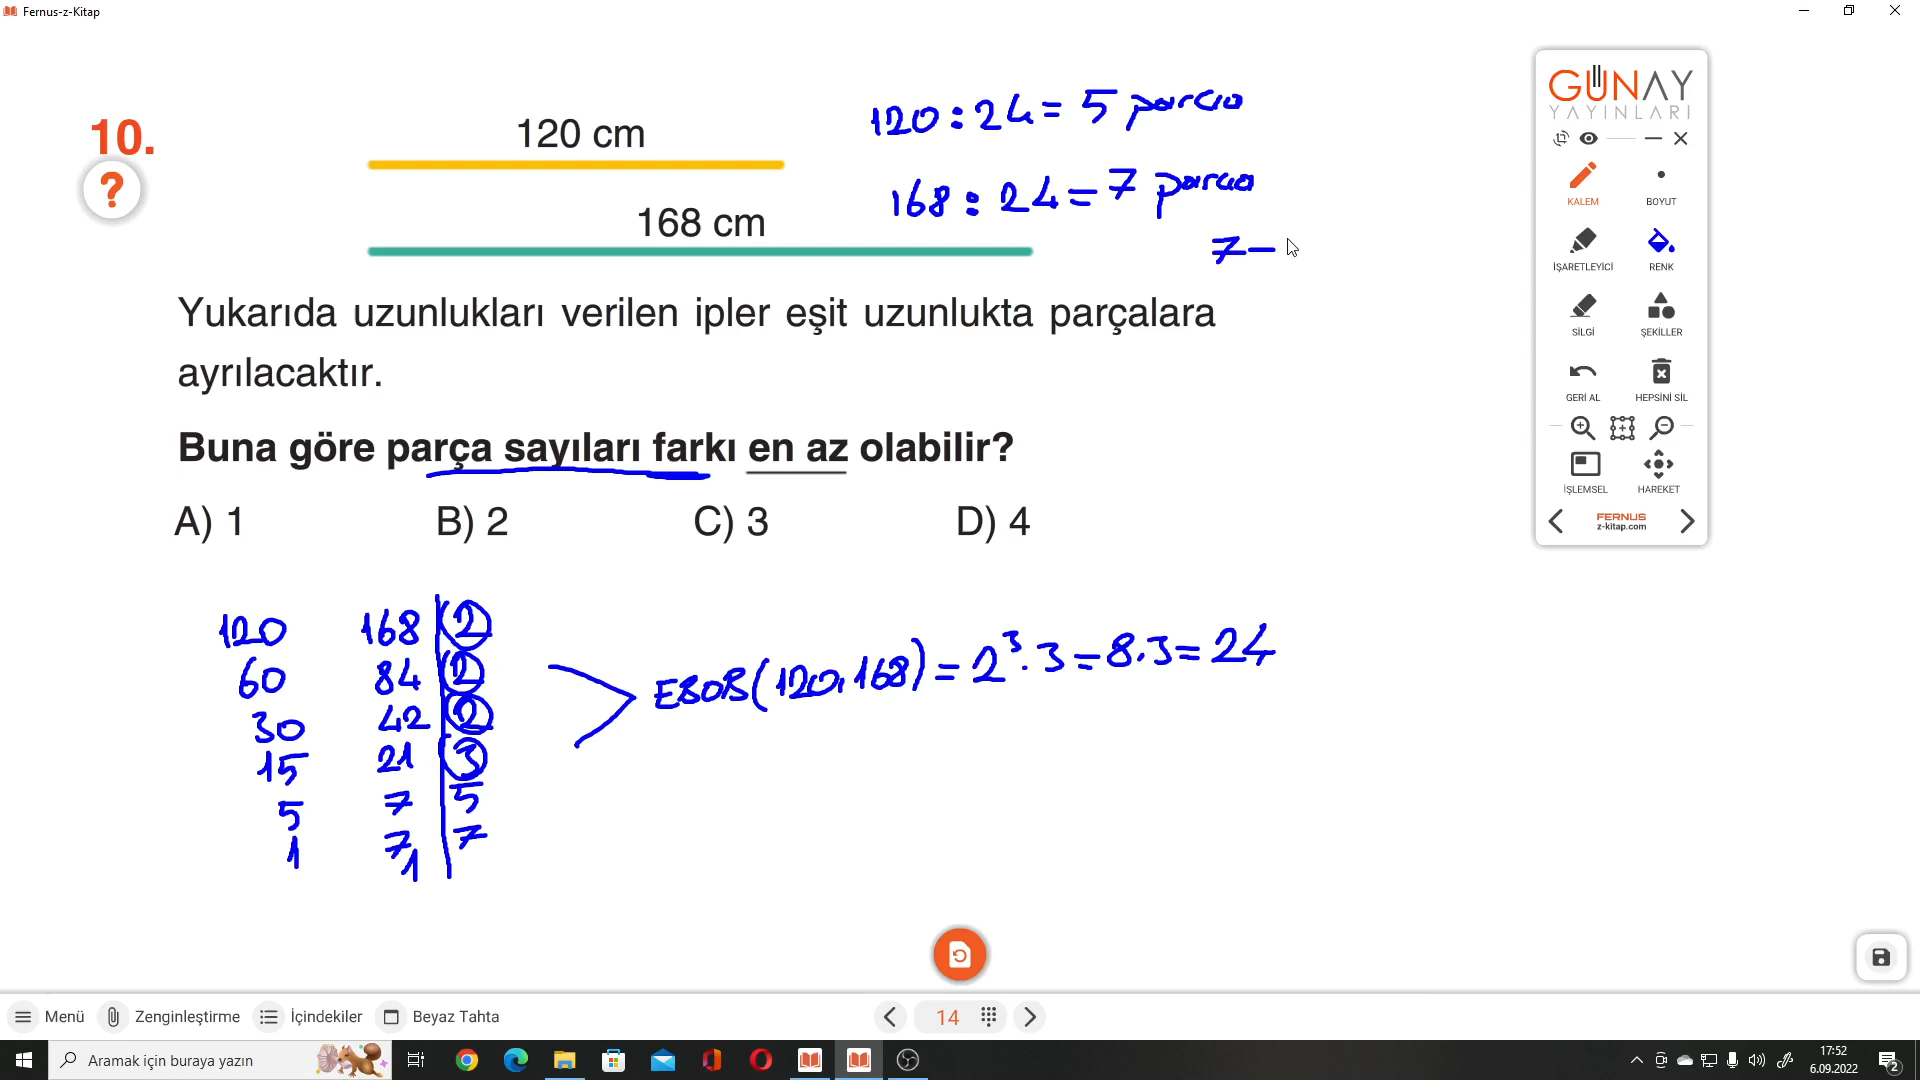 Fernus-z-Kitap
10.
?
120 cm
168 cm
120 : 24 = 5 parça
168 : 24 = 7 parça
7 –
Yukarıda uzunlukları verilen ipler eşit uzunlukta parçalara
ayrılacaktır.
Buna göre parça sayıları farkı en az olabilir?
A) 1 B) 2 C) 3 D) 4
120 168 2
60 84 2
30 42 2
15 21 3
5 7 5
1 7 7
1
EBOB(120,168) = 2³.3 = 8.3 = 24
GÜNAY
YAYINLARI
KALEM BOYUT
İŞARETLEYİCİ RENK
SİLGİ ŞEKİLLER
GERİ AL HEPSİNİ SİL
İŞLEMSEL HAREKET
FERNUS
z-kitap.com
Menü Zenginleştirme İçindekiler Beyaz Tahta 14
Aramak için buraya yazın
17:52
6.09.2022
2